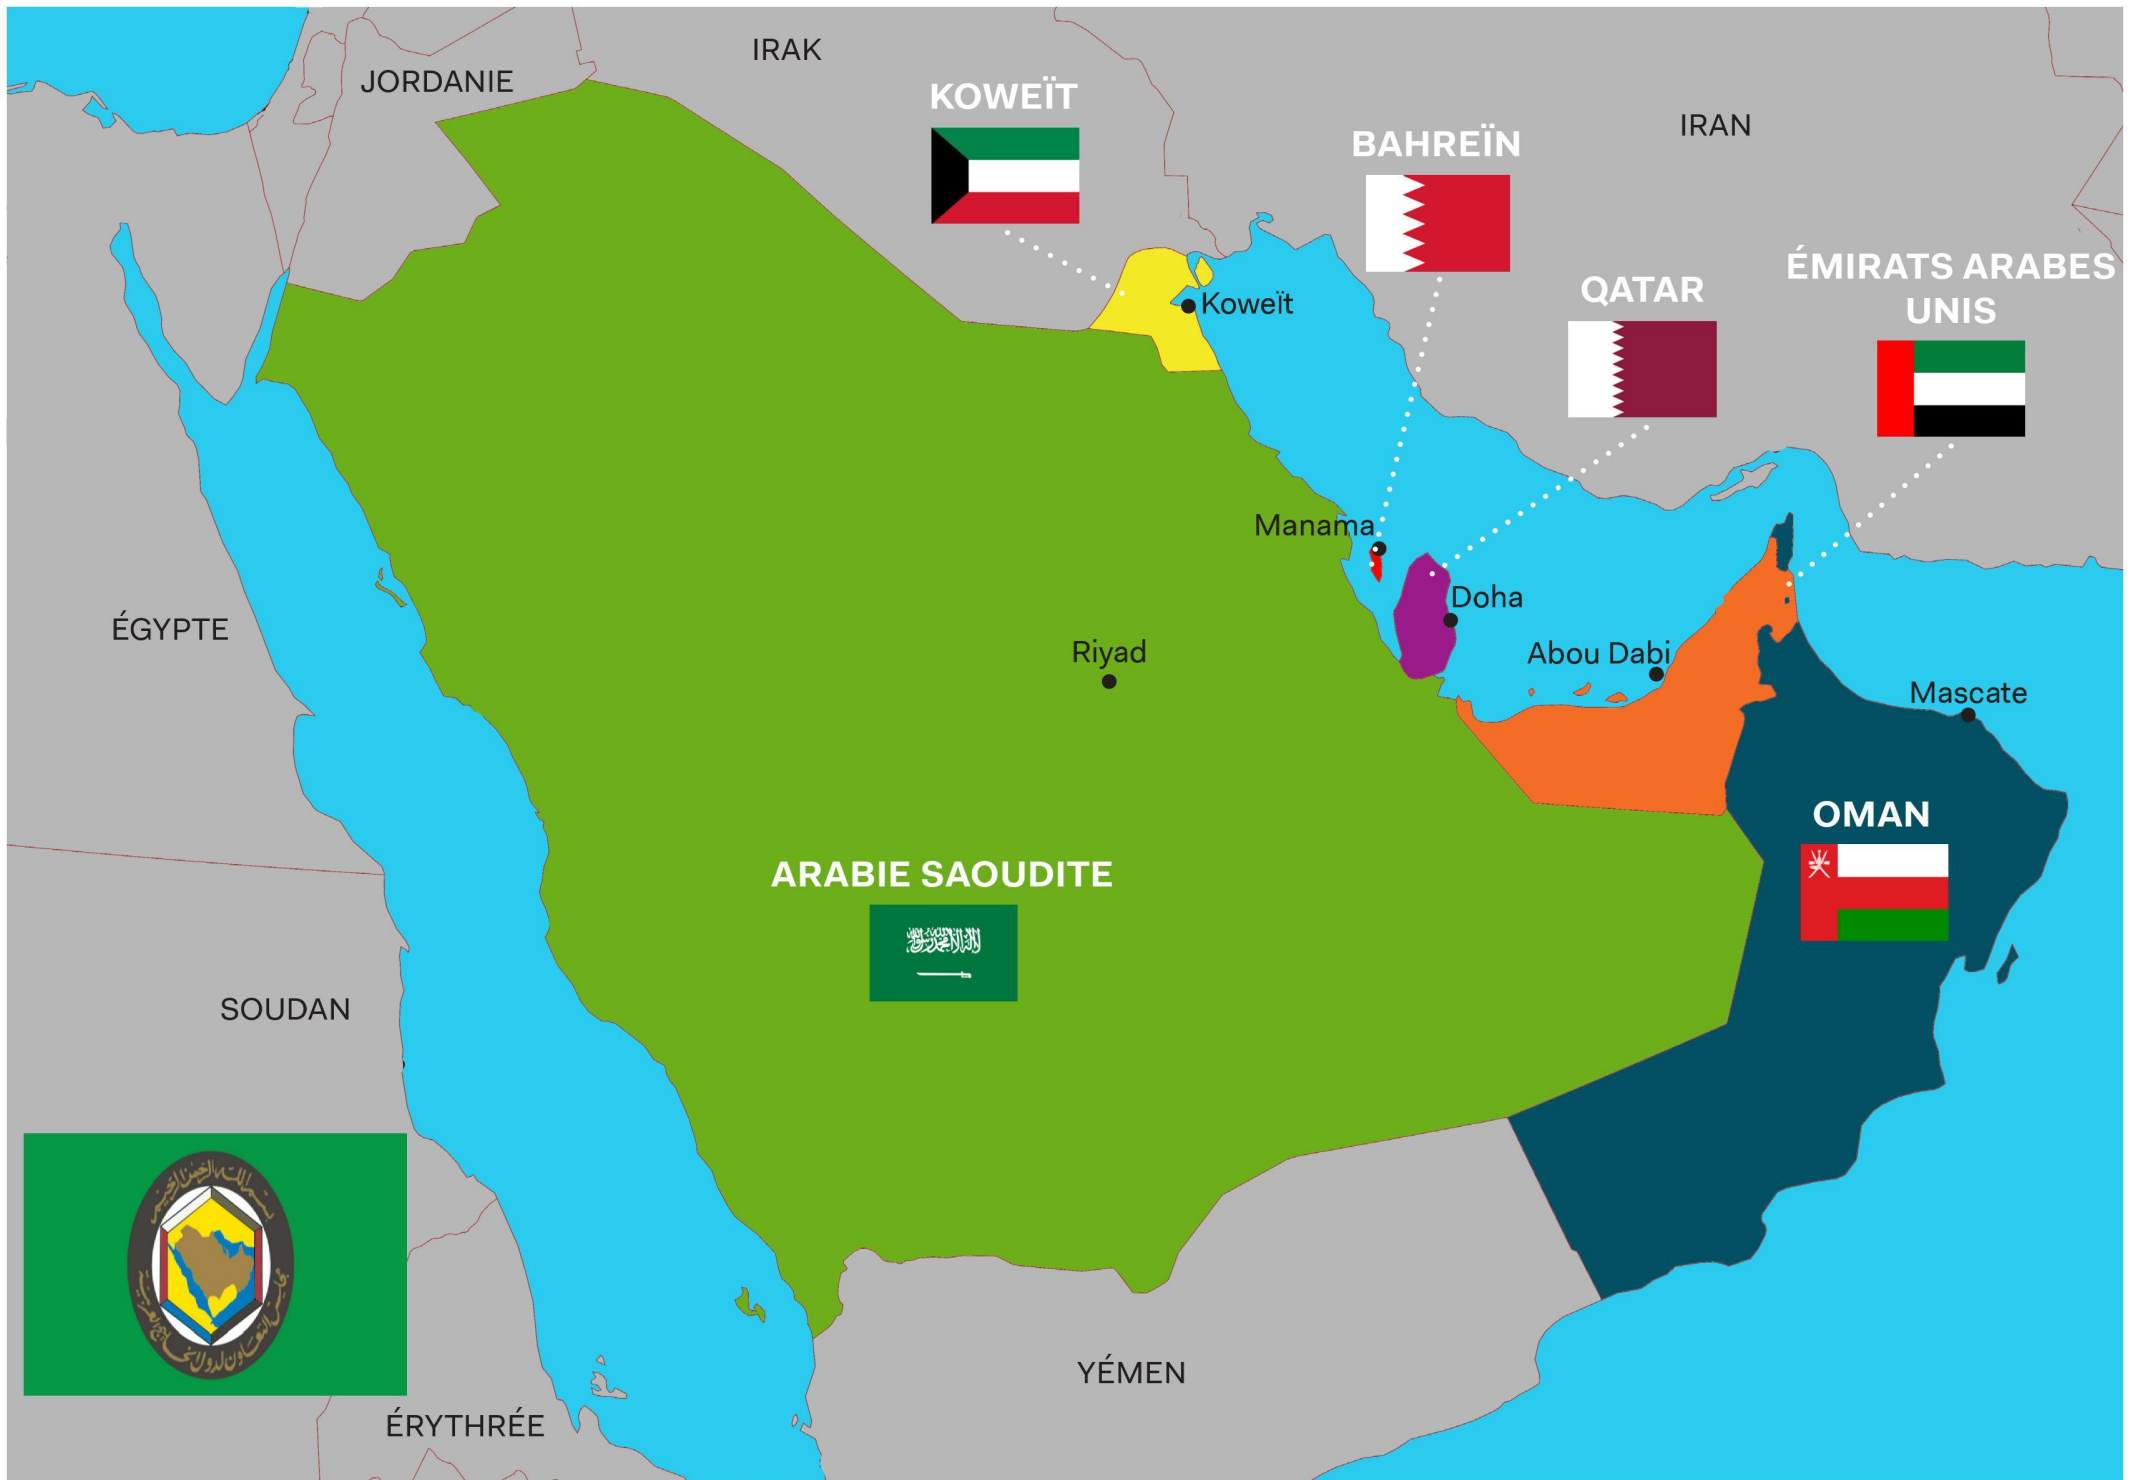 IRAK
JORDANIE
KOWEÏT
IRAN
BAHREÏN
ÉMIRATS ARABES
UNIS
QATAR
Koweït
Manama
Doha
ÉGYPTE
Riyad
Abou Dabi
Mascate
OMAN
ARABIE SAOUDITE
SOUDAN
YÉMEN
ÉRYTHRÉE